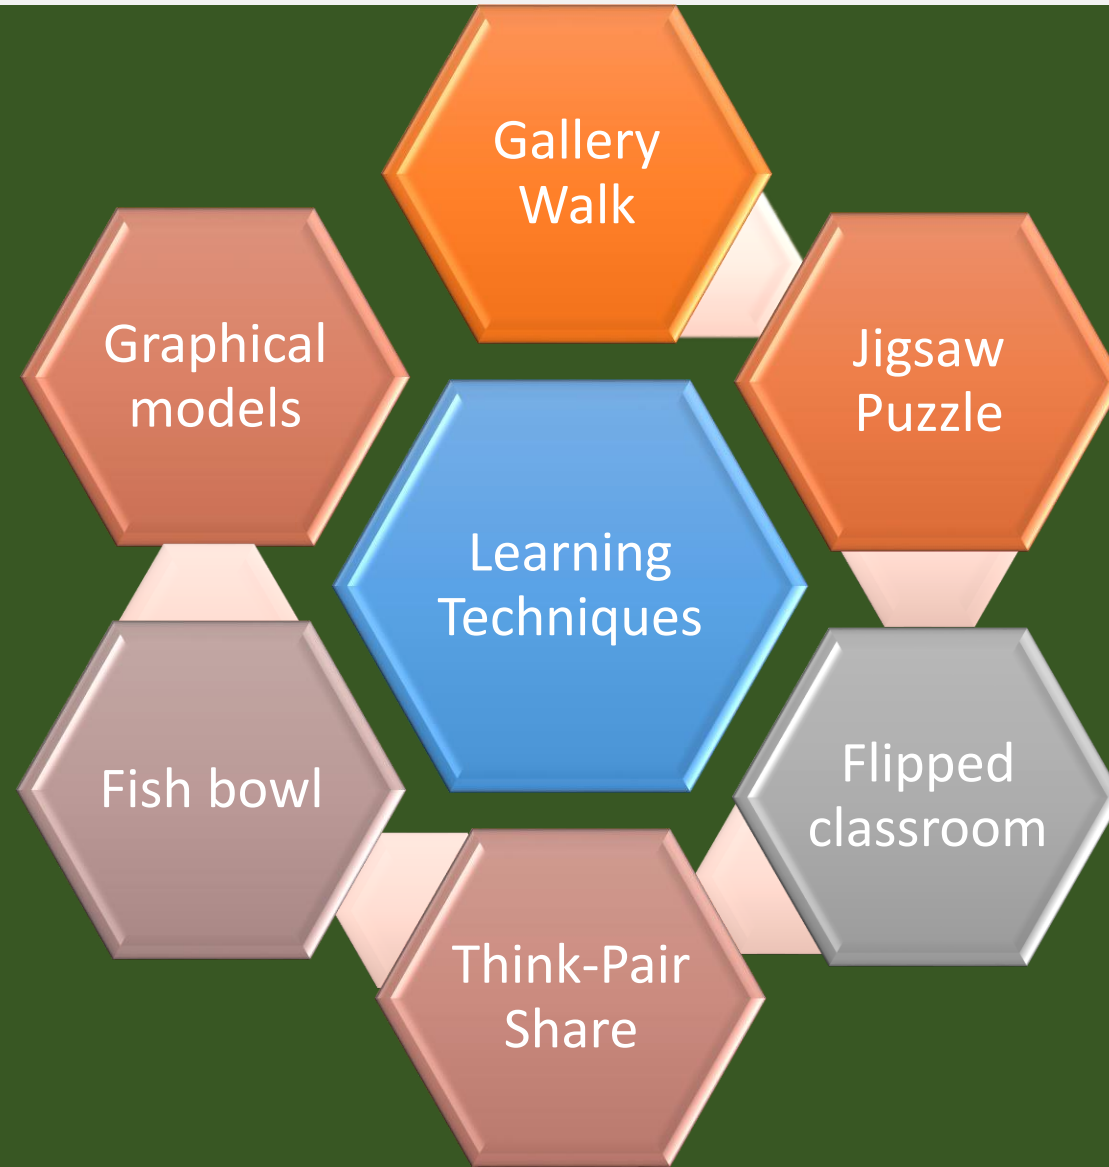 Gallery
Walk
Jigsaw
Puzzle
Flipped
classroom
Think-Pair
Share
Fish bowl
Graphical
models
Learning
Techniques